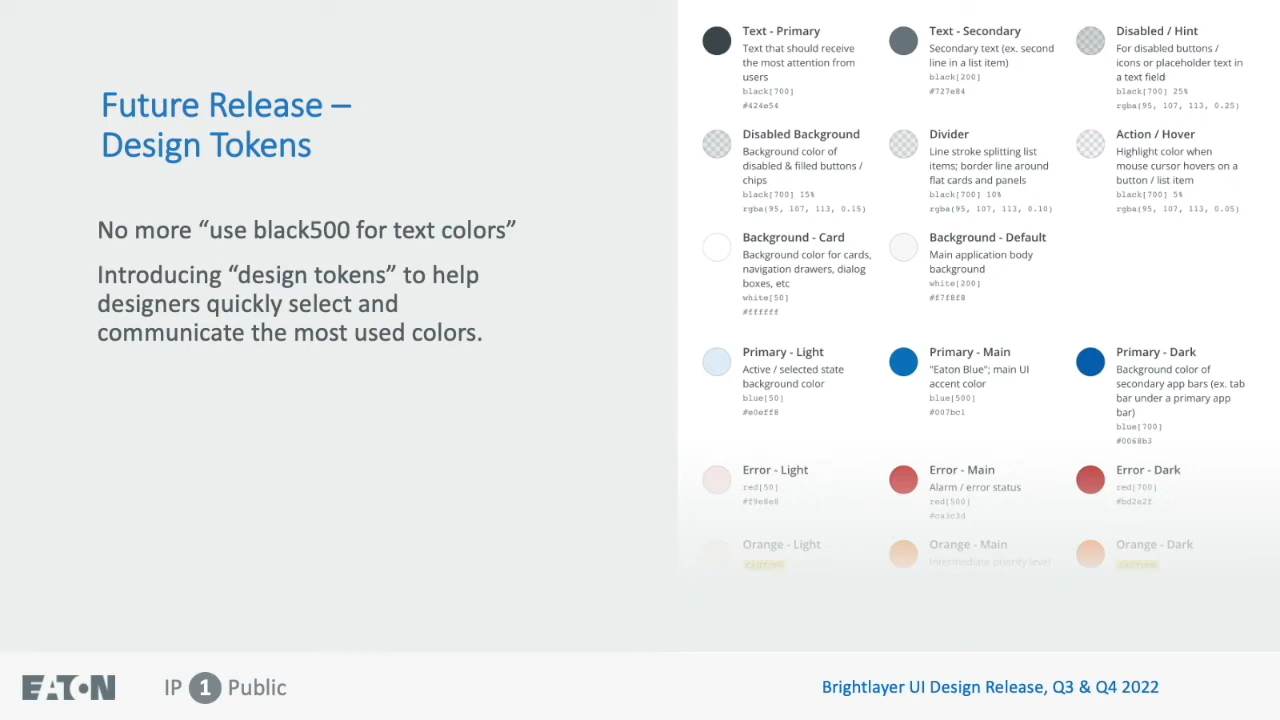 Future Release –
Design Tokens
No more “use black500 for text colors”
Introducing “design tokens” to help
designers quickly select and
communicate the most used colors.
Text - Primary
Text that should receive
the most attention from
users
black[700]
#424e54
Text - Secondary
Secondary text (ex. second
line in a list item)
black[200]
#727e84
Disabled / Hint
For disabled buttons /
icons or placeholder text in
a text field
black[700] 25%
rgba(95, 107, 113, 0.25)
Disabled Background
Background color of
disabled & filled buttons /
chips
black[700] 15%
rgba(95, 107, 113, 0.15)
Divider
Line stroke splitting list
items; border line around
flat cards and panels
black[700] 10%
rgba(95, 107, 113, 0.10)
Action / Hover
Highlight color when
mouse cursor hovers on a
button / list item
black[700] 5%
rgba(95, 107, 113, 0.05)
Background - Card
Background color for cards,
navigation drawers, dialog
boxes, etc
white[50]
#ffffff
Background - Default
Main application body
background
white[200]
#f7f8f8
Primary - Light
Active / selected state
background color
blue[50]
#e0eff8
Primary - Main
"Eaton Blue"; main UI
accent color
blue[500]
#007bc1
Primary - Dark
Background color of
secondary app bars (ex. tab
bar under a primary app
bar)
blue[700]
#0068b3
Error - Light
red[50]
#f9e8e8
Error - Main
Alarm / error status
red[500]
#ca3c3d
Error - Dark
red[700]
#bd2e2f
Orange - Light
Orange - Main
Intermediate priority level
Orange - Dark
EATON
IP 1 Public
Brightlayer UI Design Release, Q3 & Q4 2022